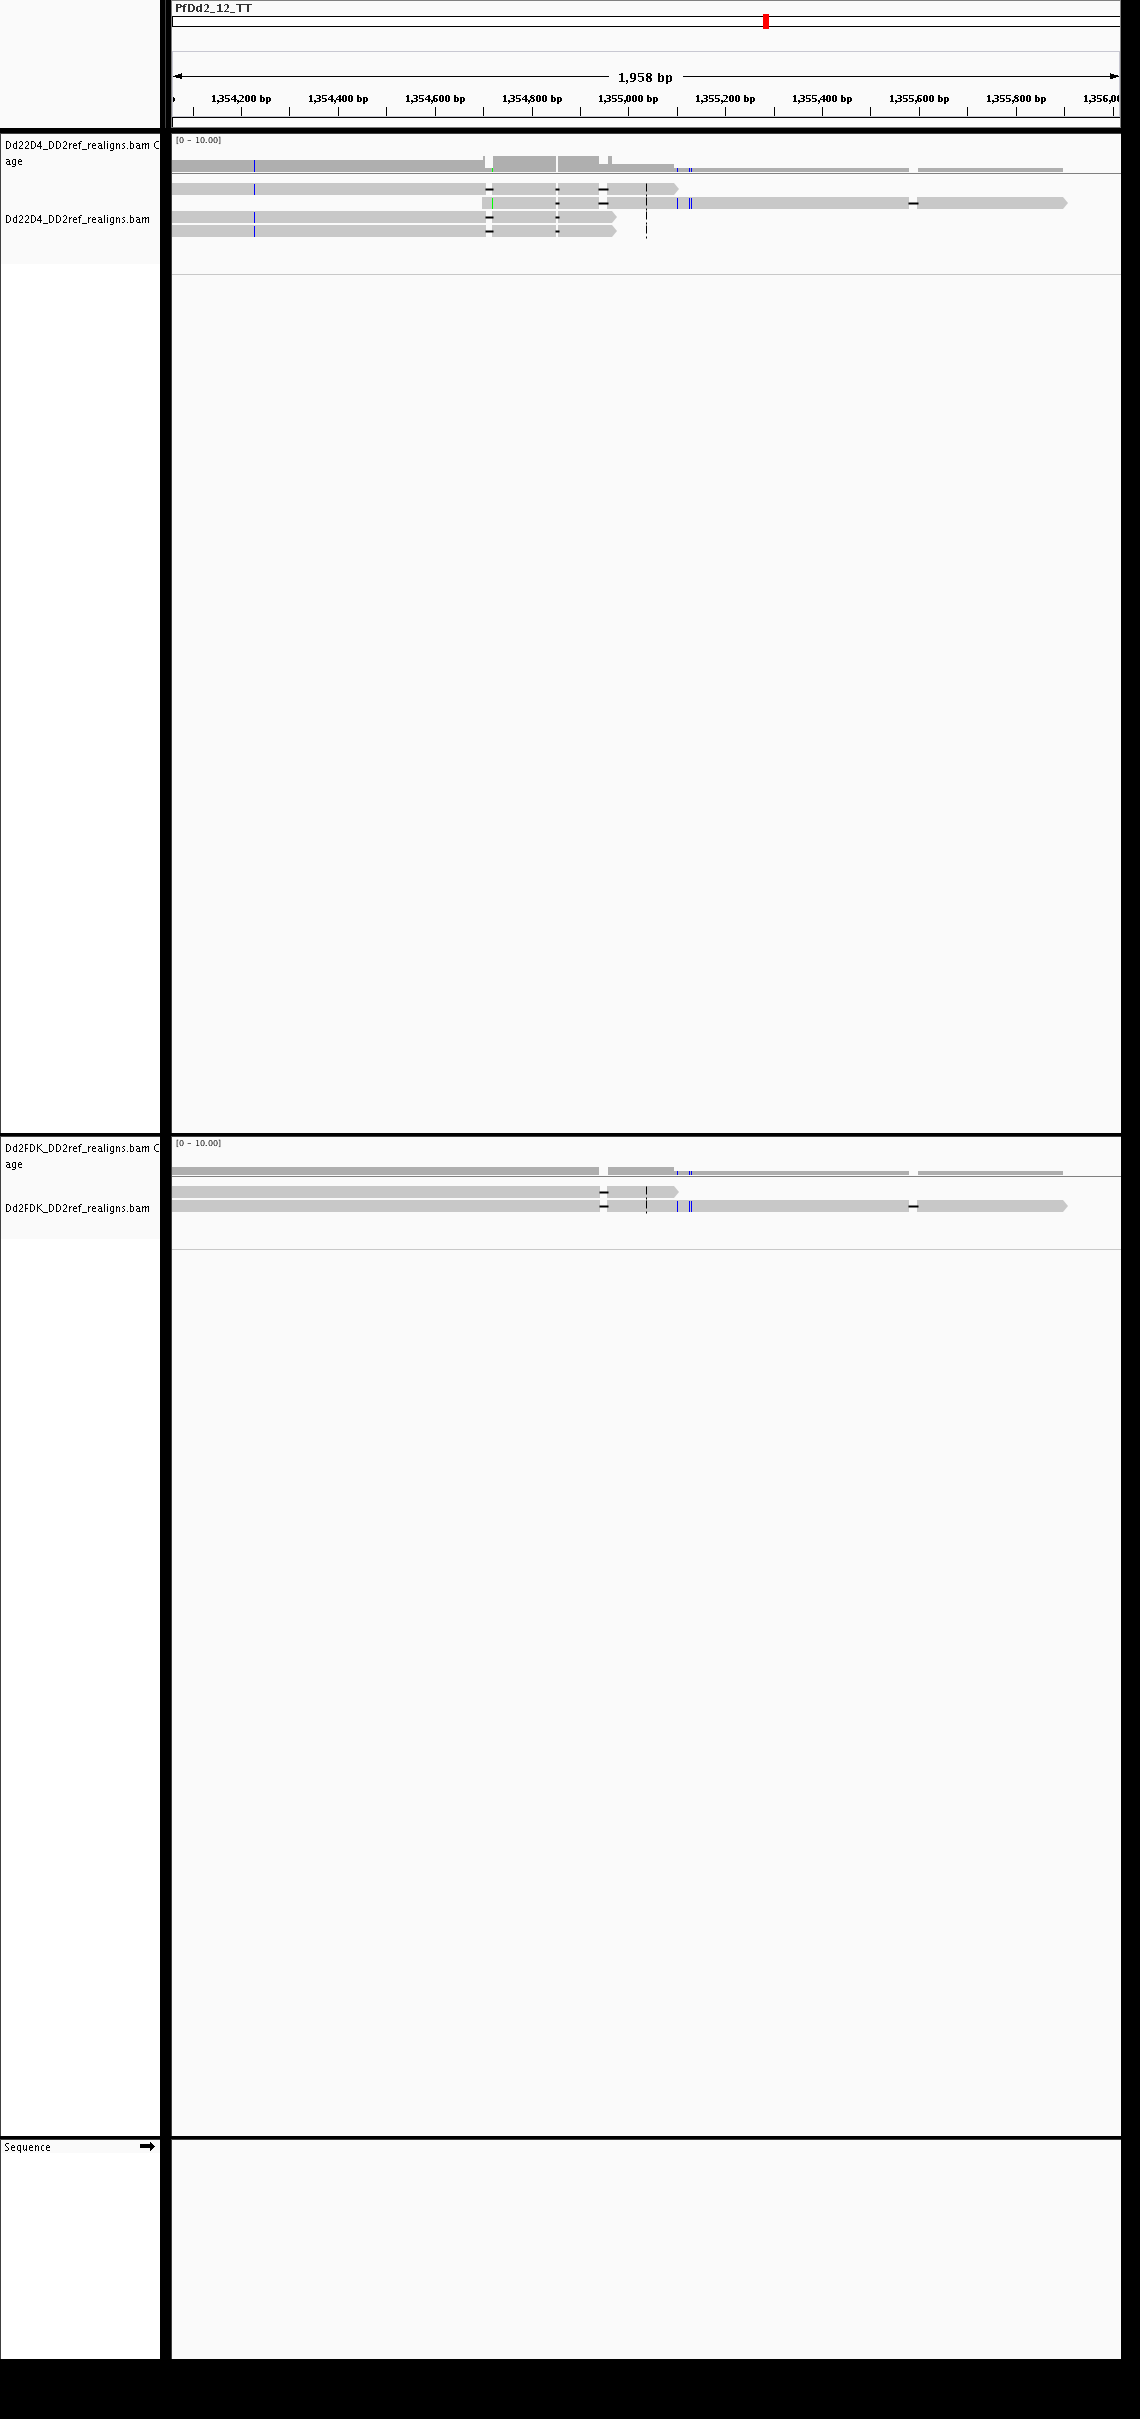 PfDd2_12_TT
1,958 bp
1,354,200 bp 1,354,400 bp 1,354,600 bp 1,354,800 bp 1,355,000 bp 1,355,200 bp 1,355,400 bp 1,355,600 bp 1,355,800 bp 1,356,0
Dd22D4_DD2ref_realigns.bam C
age
[0 - 10.00]
Dd22D4_DD2ref_realigns.bam
Dd2FDK_DD2ref_realigns.bam C
age
[0 - 10.00]
Dd2FDK_DD2ref_realigns.bam
Sequence